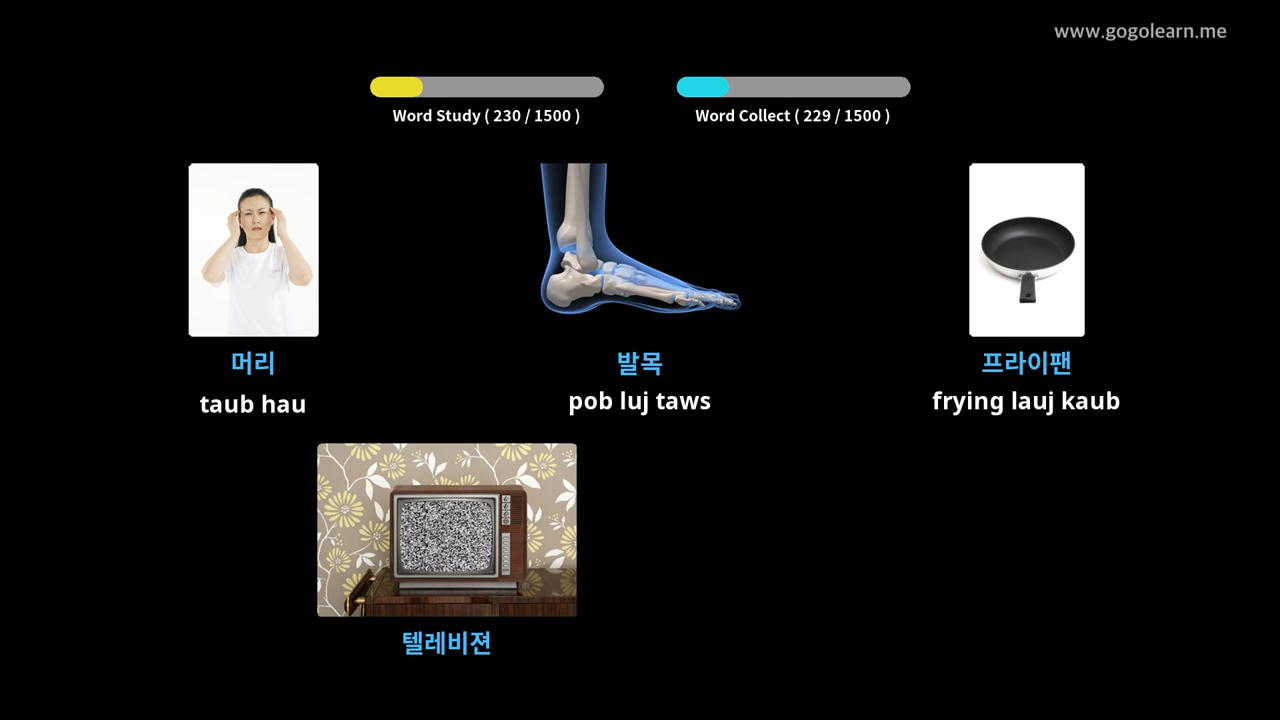 www.gogolearn.me
Word Study ( 230 / 1500 )
Word Collect ( 229 / 1500 )
머리
발목
프라이팬
taub hau
pob luj taws
frying lauj kaub
텔레비젼